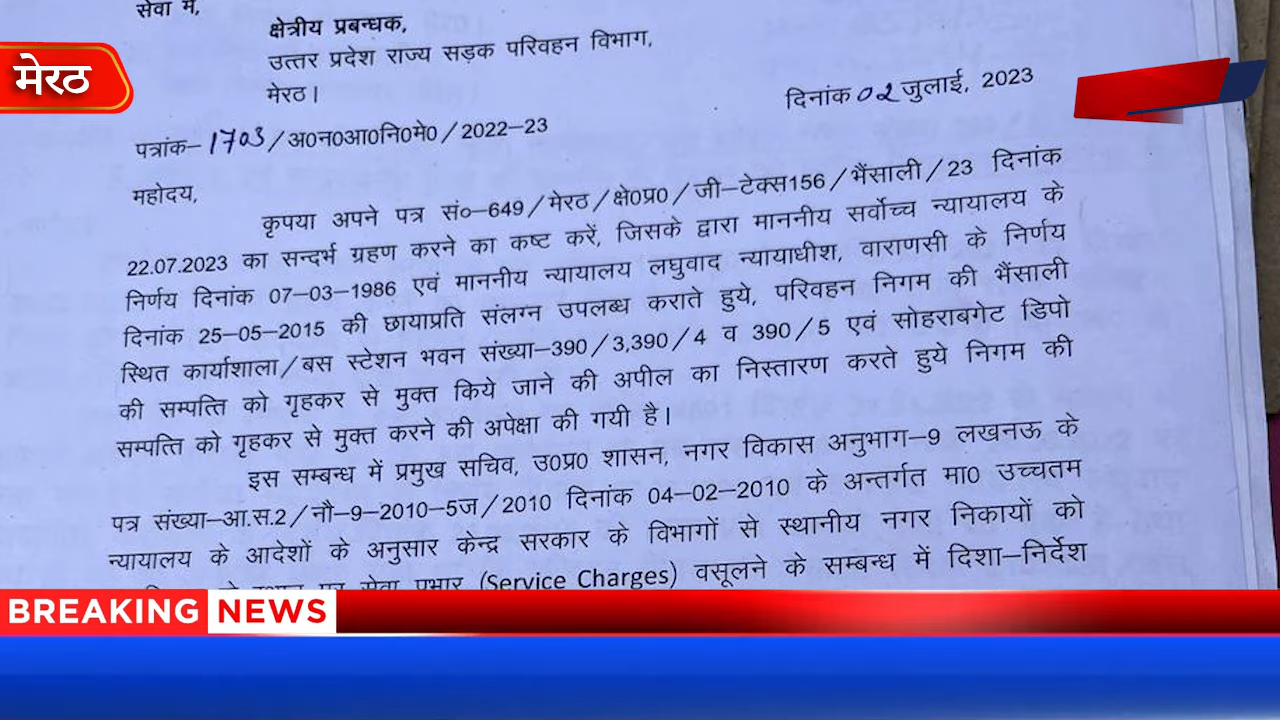 सेवा में,
क्षेत्रीय प्रबन्धक,
उत्तर प्रदेश राज्य सड़क परिवहन विभाग,
मेरठ।
मेरठ
दिनांक 02 जुलाई, 2023
पत्रांक– 1703/अ0न0आ0नि0मे0/2022–23
महोदय,
कृपया अपने पत्र सं०–649/मेरठ/क्षे0प्र0/जी–टेक्स156/भैंसाली/23 दिनांक
22.07.2023 का सन्दर्भ ग्रहण करने का कष्ट करें, जिसके द्वारा माननीय सर्वोच्च न्यायालय के
निर्णय दिनांक 07–03–1986 एवं माननीय न्यायालय लघुवाद न्यायाधीश, वाराणसी के निर्णय
दिनांक 25–05–2015 की छायाप्रति संलग्न उपलब्ध कराते हुये, परिवहन निगम की भैंसाली
स्थित कार्याशाला/बस स्टेशन भवन संख्या–390/3,390/4 व 390/5 एवं सोहराबगेट डिपो
की सम्पत्ति को गृहकर से मुक्त किये जाने की अपील का निस्तारण करते हुये निगम की
सम्पत्ति को गृहकर से मुक्त करने की अपेक्षा की गयी है।
इस सम्बन्ध में प्रमुख सचिव, उ0प्र0 शासन, नगर विकास अनुभाग–9 लखनऊ के
पत्र संख्या–आ.स.2/नौ–9–2010–5ज/2010 दिनांक 04–02–2010 के अन्तर्गत मा0 उच्चतम
न्यायालय के आदेशों के अनुसार केन्द्र सरकार के विभागों से स्थानीय नगर निकायों को
सेवा प्रभार (Service Charges) वसूलने के सम्बन्ध में दिशा–निर्देश
BREAKING NEWS